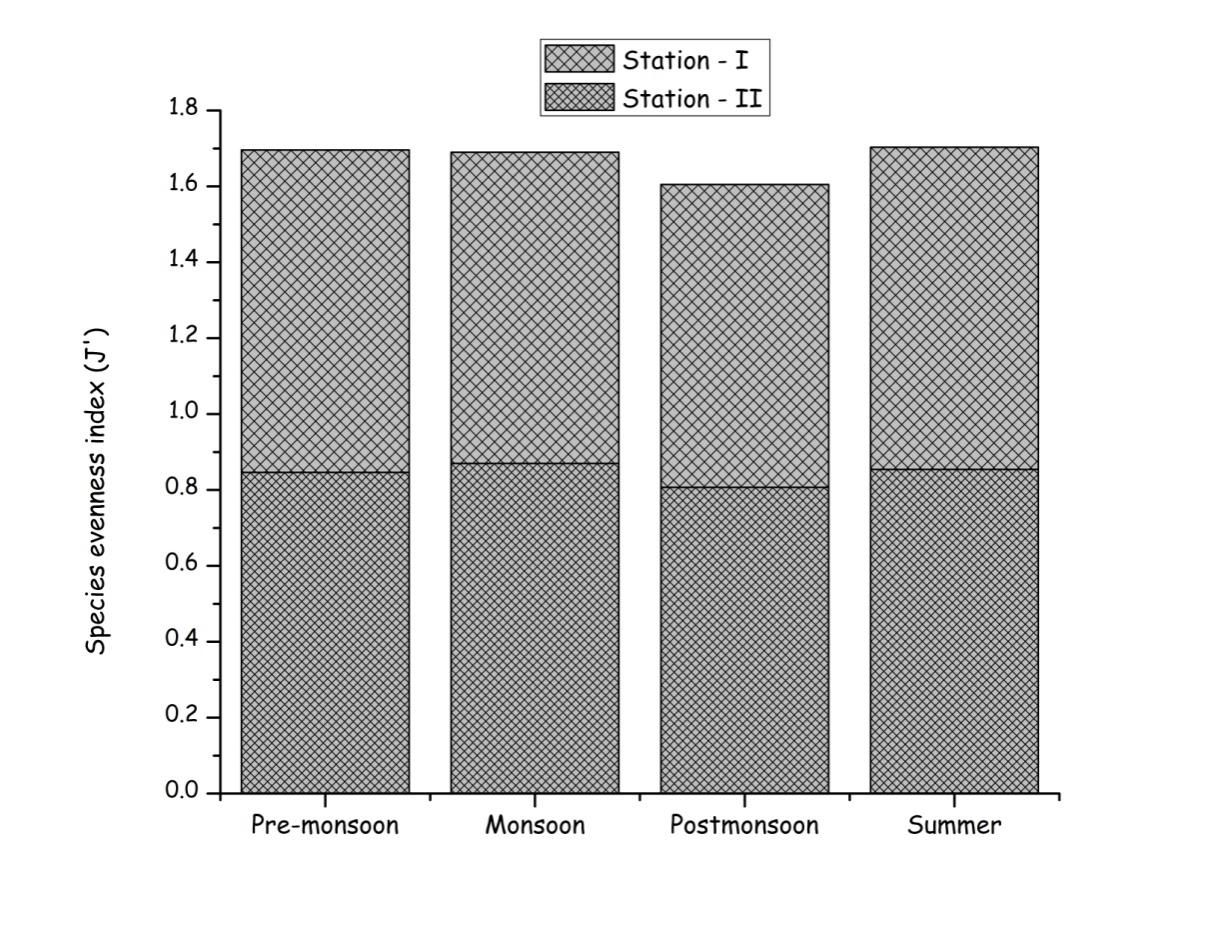 Station - I
Station - II
1.8
1.6
1.4
1.2
1.0
0.8
0.6
0.4
0.2
0.0
Species evenness index (J')
Pre-monsoon
Monsoon
Postmonsoon
Summer